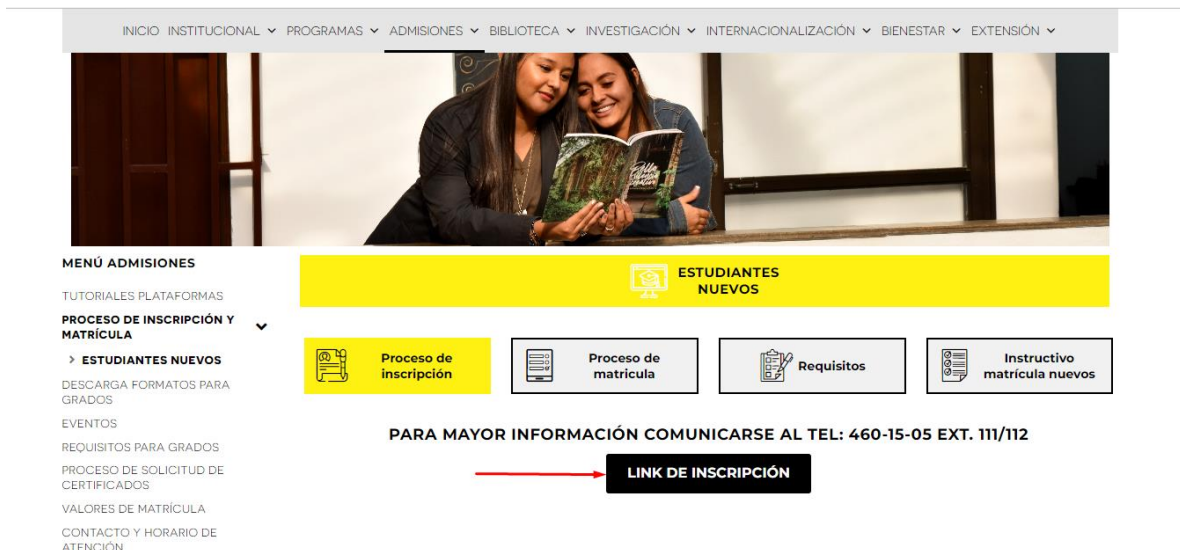 INICIO INSTITUCIONAL PROGRAMAS ADMISIONES BIBLIOTECA INVESTIGACIÓN INTERNACIONALIZACIÓN BIENESTAR EXTENSIÓN
MENÚ ADMISIONES
TUTORIALES PLATAFORMAS
PROCESO DE INSCRIPCIÓN Y
MATRÍCULA
ESTUDIANTES NUEVOS
DESCARGA FORMATOS PARA
GRADOS
EVENTOS
REQUISITOS PARA GRADOS
PROCESO DE SOLICITUD DE
CERTIFICADOS
VALORES DE MATRÍCULA
CONTACTO Y HORARIO DE
ATENCIÓN
ESTUDIANTES
NUEVOS
Proceso de
inscripción
Proceso de
matricula
Requisitos
Instructivo
matrícula nuevos
PARA MAYOR INFORMACIÓN COMUNICARSE AL TEL: 460-15-05 EXT. 111/112
LINK DE INSCRIPCIÓN